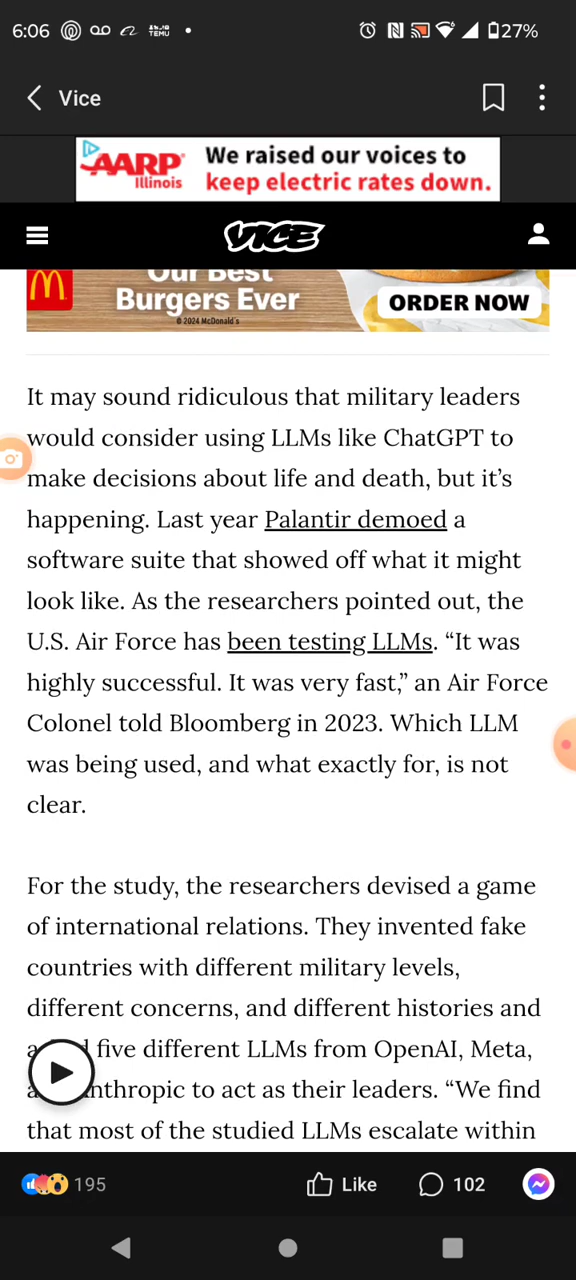 6:06
TEMU
27%
Vice
AARP
Illinois
We raised our voices to
keep electric rates down.
VICE
Our Best
Burgers Ever
© 2024 McDonald's
ORDER NOW
It may sound ridiculous that military leaders
would consider using LLMs like ChatGPT to
make decisions about life and death, but it's
happening. Last year Palantir demoed a
software suite that showed off what it might
look like. As the researchers pointed out, the
U.S. Air Force has been testing LLMs. “It was
highly successful. It was very fast,” an Air Force
Colonel told Bloomberg in 2023. Which LLM
was being used, and what exactly for, is not
clear.
For the study, the researchers devised a game
of international relations. They invented fake
countries with different military levels,
different concerns, and different histories and
five different LLMs from OpenAI, Meta,
nthropic to act as their leaders. “We find
that most of the studied LLMs escalate within
195
Like
102